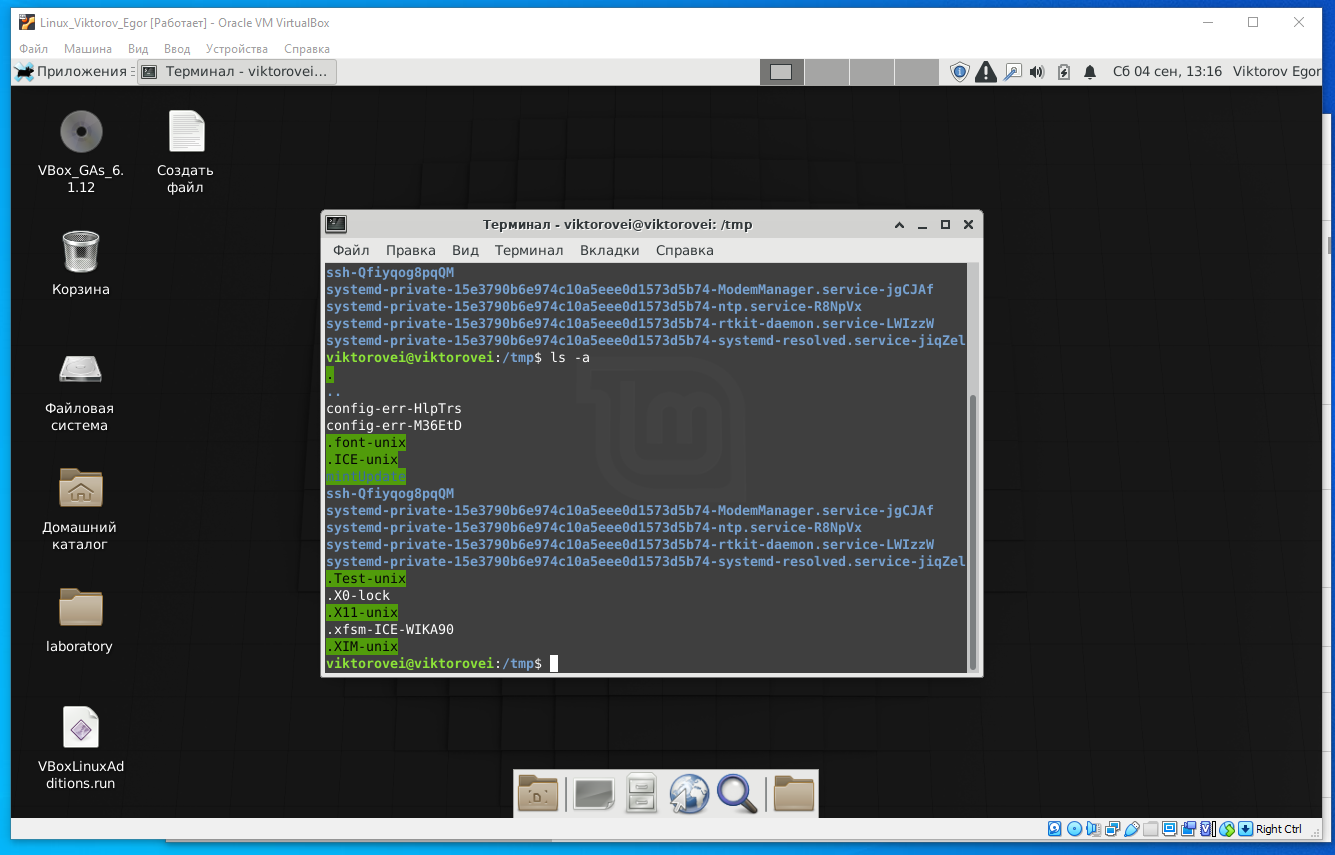 Linux_Viktorov_Egor [Работает] - Oracle VM VirtualBox
Файл Машина Вид Ввод Устройства Справка
Приложения Терминал - viktorovei... Сб 04 сен, 13:16 Viktorov Egor
VBox_GAs_6.
1.12
Создать
файл
Корзина
Файловая
система
Домашний
каталог
laboratory
VBoxLinuxAd
ditions.run
Терминал - viktorovei@viktorovei: /tmp
Файл Правка Вид Терминал Вкладки Справка
ssh-Qfiyqog8pqQM
systemd-private-15e3790b6e974c10a5eee0d1573d5b74-ModemManager.service-jgCJAf
systemd-private-15e3790b6e974c10a5eee0d1573d5b74-ntp.service-R8NpVx
systemd-private-15e3790b6e974c10a5eee0d1573d5b74-rtkit-daemon.service-LWIzzW
systemd-private-15e3790b6e974c10a5eee0d1573d5b74-systemd-resolved.service-jiqZel
viktorovei@viktorovei:/tmp$ ls -a
.
..
config-err-HlpTrs
config-err-M36EtD
.font-unix
.ICE-unix
mintUpdate
ssh-Qfiyqog8pqQM
systemd-private-15e3790b6e974c10a5eee0d1573d5b74-ModemManager.service-jgCJAf
systemd-private-15e3790b6e974c10a5eee0d1573d5b74-ntp.service-R8NpVx
systemd-private-15e3790b6e974c10a5eee0d1573d5b74-rtkit-daemon.service-LWIzzW
systemd-private-15e3790b6e974c10a5eee0d1573d5b74-systemd-resolved.service-jiqZel
.Test-unix
.X0-lock
.X11-unix
.xfsm-ICE-WIKA90
.XIM-unix
viktorovei@viktorovei:/tmp$
Right Ctrl